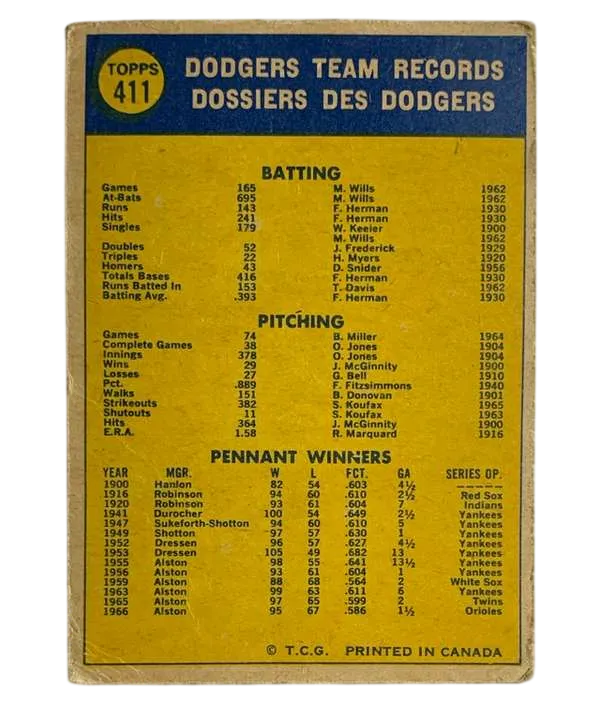 TOPPS
411
DODGERS TEAM RECORDS
DOSSIERS DES DODGERS
BATTING
Games 165 M. Wills 1962
At-Bats 695 M. Wills 1962
Runs 143 F. Herman 1930
Hits 241 F. Herman 1930
Singles 179 W. Keeler 1900
M. Wills 1962
Doubles 52 J. Frederick 1929
Triples 22 H. Myers 1920
Homers 43 D. Snider 1956
Totals Bases 416 F. Herman 1930
Runs Batted In 153 T. Davis 1962
Batting Avg. .393 F. Herman 1930
PITCHING
Games 74 B. Miller 1964
Complete Games 38 O. Jones 1904
Innings 378 O. Jones 1904
Wins 29 J. McGinnity 1900
Losses 27 G. Bell 1910
Pct. .889 F. Fitzsimmons 1940
Walks 151 B. Donovan 1901
Strikeouts 382 S. Koufax 1965
Shutouts 11 S. Koufax 1963
Hits 364 J. McGinnity 1900
E.R.A. 1.58 R. Marquard 1916
PENNANT WINNERS
YEAR MGR. W L PCT. GA SERIES OP.
1900 Hanlon 82 54 .603 4½ -----
1916 Robinson 94 60 .610 2½ Red Sox
1920 Robinson 93 61 .604 7 Indians
1941 Durocher 100 54 .649 2½ Yankees
1947 Sukeforth-Shotton 94 60 .610 5 Yankees
1949 Shotton 97 57 .630 1 Yankees
1952 Dressen 96 57 .627 4½ Yankees
1953 Dressen 105 49 .682 13 Yankees
1955 Alston 98 55 .641 13½ Yankees
1956 Alston 93 61 .604 1 Yankees
1959 Alston 88 68 .564 2 White Sox
1963 Alston 99 63 .611 6 Yankees
1965 Alston 97 65 .599 2 Twins
1966 Alston 95 67 .586 1½ Orioles
© T.C.G. PRINTED IN CANADA